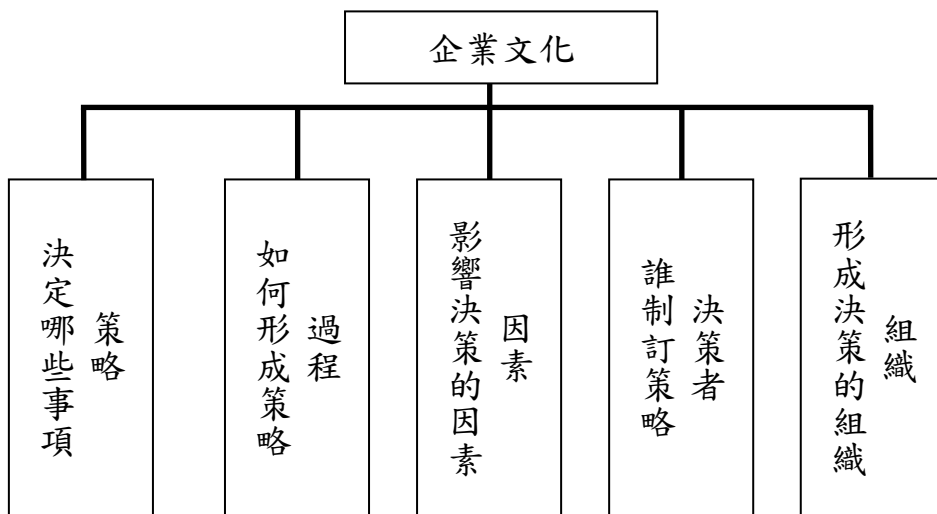 企業文化
策略
決定哪些事項
過程
如何形成策略
因素
影響決策的因素
決策者
誰制訂策略
組織
形成決策的組織